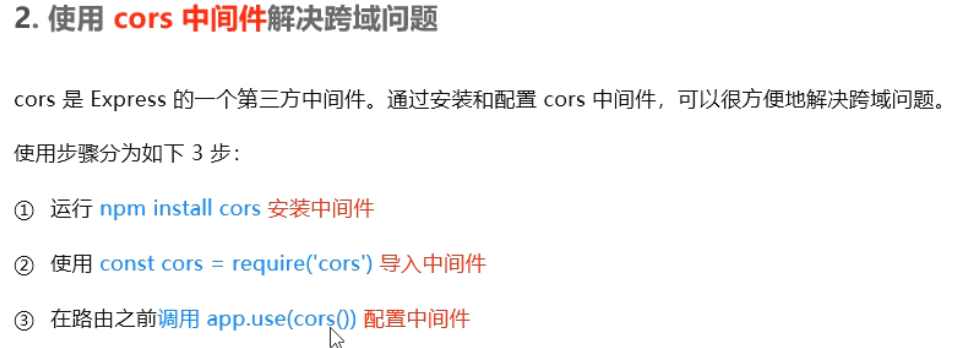 2. 使用 cors 中间件解决跨域问题
cors 是 Express 的一个第三方中间件。通过安装和配置 cors 中间件，可以很方便地解决跨域问题。
使用步骤分为如下 3 步：
① 运行 npm install cors 安装中间件
② 使用 const cors = require('cors') 导入中间件
③ 在路由之前调用 app.use(cors()) 配置中间件